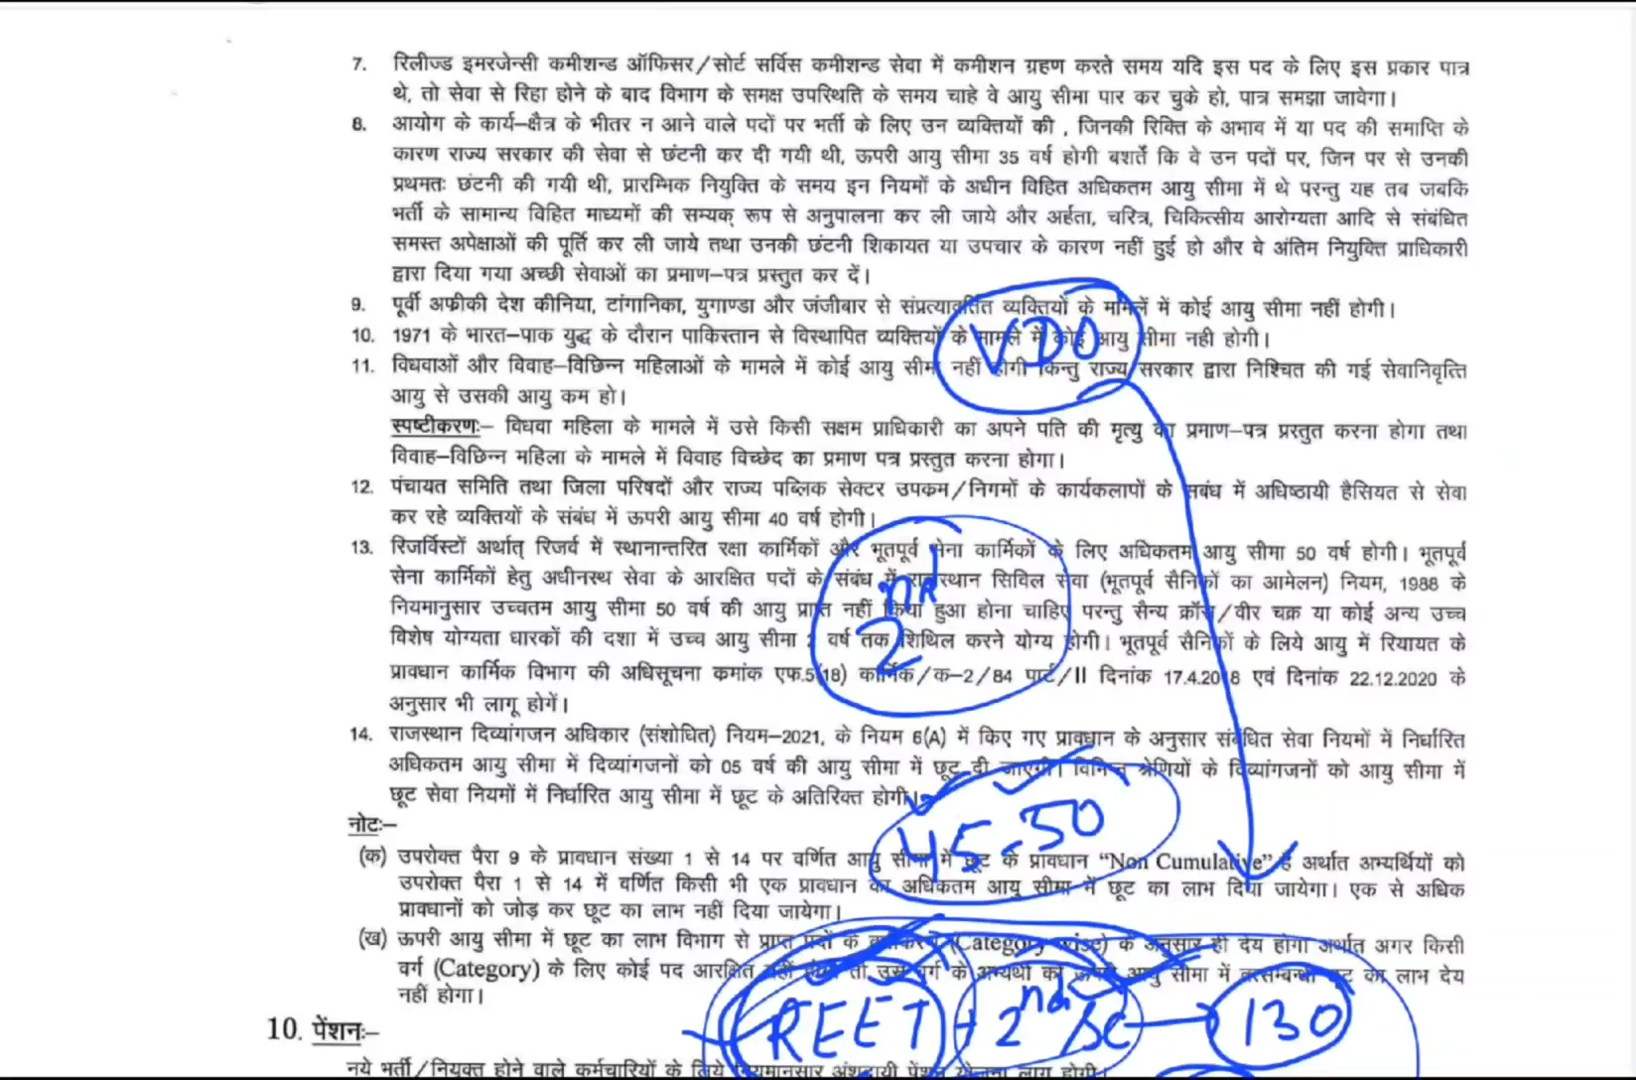 7. रिलीज्ड इमरजेन्सी कमीशन्ड ऑफिसर/सोर्ट सर्विस कमीशन्ड सेवा में कमीशन ग्रहण करते समय यदि इस पद के लिए इस प्रकार पात्र
थे, तो सेवा से रिहा होने के बाद विभाग के समक्ष उपस्थिति के समय चाहे वे आयु सीमा पार कर चुके हो, पात्र समझा जावेगा।
8. आयोग के कार्य–क्षेत्र के भीतर न आने वाले पदों पर भर्ती के लिए उन व्यक्तियों की , जिनकी रिक्ति के अभाव में या पद की समाप्ति के
कारण राज्य सरकार की सेवा से छंटनी कर दी गयी थी, ऊपरी आयु सीमा 35 वर्ष होगी बशर्तें कि वे उन पदों पर, जिन पर से उनकी
प्रथमतः छंटनी की गयी थी, प्रारम्भिक नियुक्ति के समय इन नियमों के अधीन विहित अधिकतम आयु सीमा में थे परन्तु यह तब जबकि
भर्ती के सामान्य विहित माध्यमों की सम्यक् रूप से अनुपालना कर ली जाये और अर्हता, चरित्र, चिकित्सीय आरोग्यता आदि से संबंधित
समस्त अपेक्षाओं की पूर्ति कर ली जाये तथा उनकी छंटनी शिकायत या उपचार के कारण नहीं हुई हो और वे अंतिम नियुक्ति प्राधिकारी
द्वारा दिया गया अच्छी सेवाओं का प्रमाण–पत्र प्रस्तुत कर दें।
9. पूर्वी अफ्रीकी देश कीनिया, टांगानिका, युगाण्डा और जंजीबार से संप्रत्यावर्तित व्यक्तियों के मामलें में कोई आयु सीमा नहीं होगी।
10. 1971 के भारत–पाक युद्ध के दौरान पाकिस्तान से विस्थापित व्यक्तियों के मामले में कोई आयु सीमा नही होगी।
VDO
11. विधवाओं और विवाह–विछिन्न महिलाओं के मामले में कोई आयु सीमा नहीं होगी किन्तु राज्य सरकार द्वारा निश्चित की गई सेवानिवृत्ति
आयु से उसकी आयु कम हो।
स्पष्टीकरणः– विधवा महिला के मामले में उसे किसी सक्षम प्राधिकारी का अपने पति की मृत्यु का प्रमाण–पत्र प्रस्तुत करना होगा तथा
विवाह–विछिन्न महिला के मामले में विवाह विच्छेद का प्रमाण पत्र प्रस्तुत करना होगा।
12. पंचायत समिति तथा जिला परिषदों और राज्य पब्लिक सेक्टर उपक्रम/निगमों के कार्यकलापों के सबंध में अधिष्ठायी हैसियत से सेवा
कर रहे व्यक्तियों के संबंध में ऊपरी आयु सीमा 40 वर्ष होगी।
13. रिजर्विस्टों अर्थात् रिजर्व में स्थानान्तरित रक्षा कार्मिकों और भूतपूर्व सेना कार्मिकों के लिए अधिकतम आयु सीमा 50 वर्ष होगी। भूतपूर्व
सेना कार्मिकों हेतु अधीनस्थ सेवा के आरक्षित पदों के संबंध में राजस्थान सिविल सेवा (भूतपूर्व सैनिकों का आमेलन) नियम, 1988 के
नियमानुसार उच्चतम आयु सीमा 50 वर्ष की आयु प्राप्त नहीं किया हुआ होना चाहिए परन्तु सैन्य क्रॉस/वीर चक्र या कोई अन्य उच्च
2nd
विशेष योग्यता धारकों की दशा में उच्च आयु सीमा 2 वर्ष तक शिथिल करने योग्य होगी। भूतपूर्व सैनिकों के लिये आयु में रियायत के
प्रावधान कार्मिक विभाग की अधिसूचना क्रमांक एफ.5(18) कार्मिक/क–2/84 पार्ट/II दिनांक 17.4.2018 एवं दिनांक 22.12.2020 के
अनुसार भी लागू होगें।
14. राजस्थान दिव्यांगजन अधिकार (संशोधित) नियम–2021, के नियम 6(A) में किए गए प्रावधान के अनुसार संबंधित सेवा नियमों में निर्धारित
अधिकतम आयु सीमा में दिव्यांगजनों को 05 वर्ष की आयु सीमा में छूट दी जाएगी। विभिन्न श्रेणियों के दिव्यांगजनों को आयु सीमा में
छूट सेवा नियमों में निर्धारित आयु सीमा में छूट के अतिरिक्त होगी।
नोटः–
45-50
(क) उपरोक्त पैरा 9 के प्रावधान संख्या 1 से 14 पर वर्णित आयु सीमा में छूट के प्रावधान “Non Cumulative” है अर्थात अभ्यर्थियों को
उपरोक्त पैरा 1 से 14 में वर्णित किसी भी एक प्रावधान का अधिकतम आयु सीमा में छूट का लाभ दिया जायेगा। एक से अधिक
प्रावधानों को जोड़ कर छूट का लाभ नहीं दिया जायेगा।
(ख) ऊपरी आयु सीमा में छूट का लाभ विभाग से प्राप्त पदों के वर्गीकरण (Category wise) के अनुसार ही देय होगा अर्थात अगर किसी
वर्ग (Category) के लिए कोई पद आरक्षित नहीं होगा तो उस वर्ग के अभ्यर्थी को ऊपरी आयु सीमा में तत्सम्बन्धी छूट का लाभ देय
नहीं होगा।
REET + 2nd SC 130
10. पेंशनः–
नये भर्ती/नियुक्त होने वाले कर्मचारियों के लिये नियमानुसार अंशदायी पेंशन योजना लागू होगी।